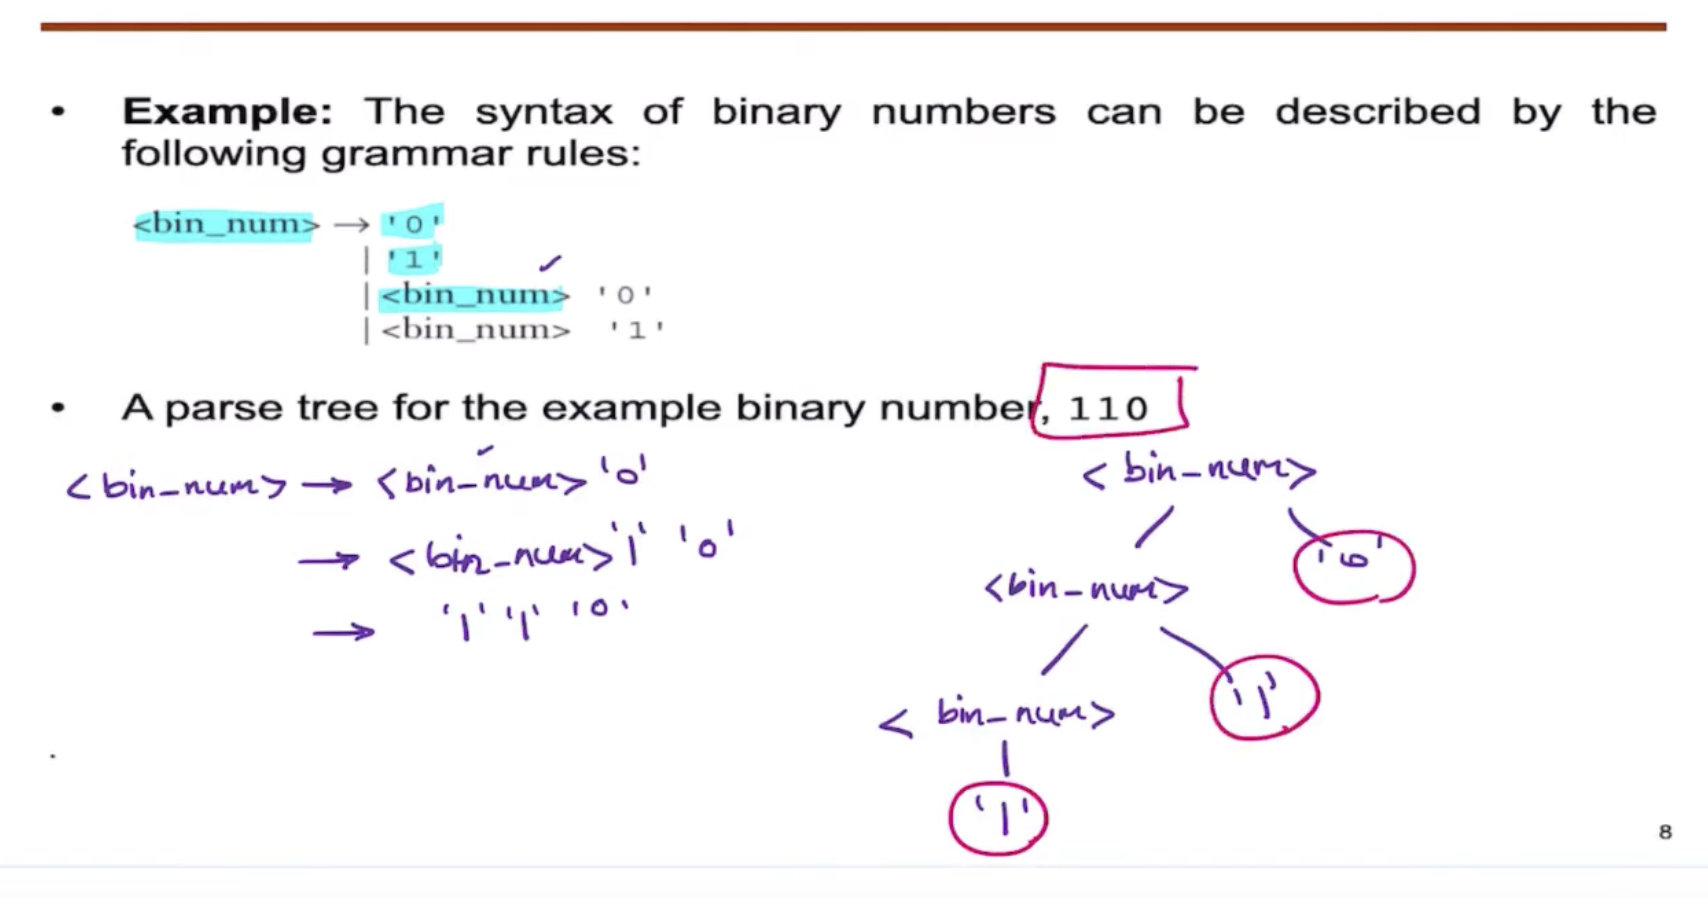 • Example: The syntax of binary numbers can be described by the
following grammar rules:
<bin_num> → '0'
| '1'
| <bin_num> '0'
| <bin_num> '1'
• A parse tree for the example binary number, 110
<bin_num> → <bin_num> '0'
→ <bin_num> '1' '0'
→ '1' '1' '0'
<bin_num>
<bin_num> '0'
<bin_num> '1'
'1'
8